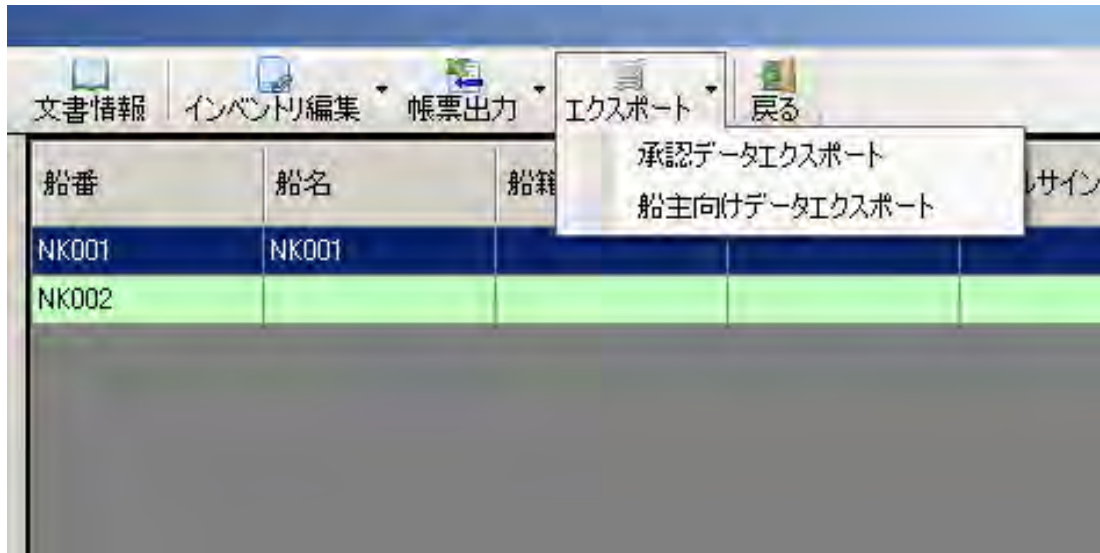 文書情報 インベントリ編集 帳票出力 エクスポート 戻る
承認データエクスポート
船主向けデータエクスポート
船番 船名 船籍
NK001 NK001
NK002